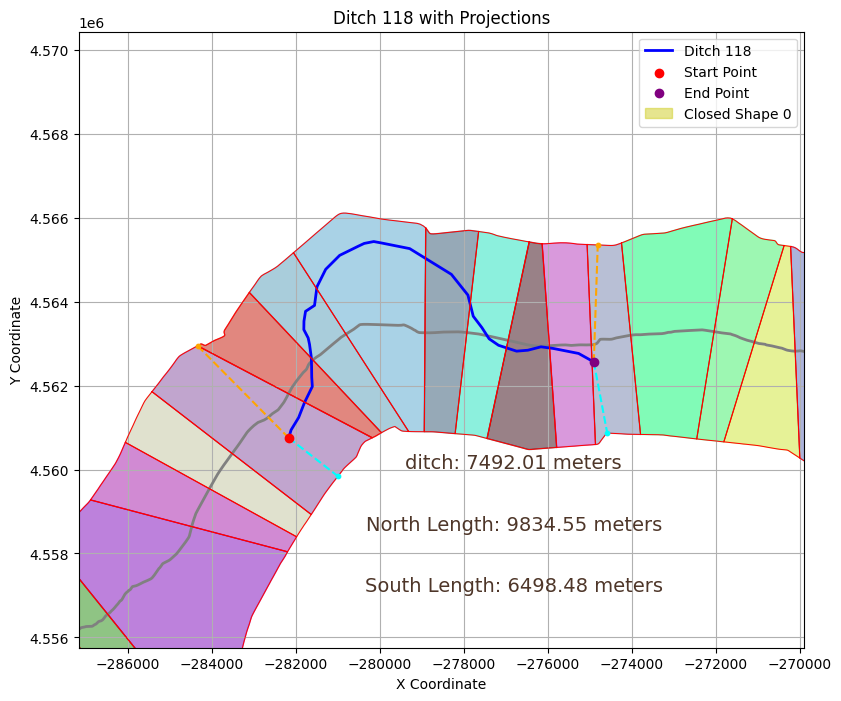 Ditch 118 with Projections
1e6
4.570
4.568
4.566
4.564
4.562
4.560
4.558
4.556
Y Coordinate
Ditch 118
Start Point
End Point
Closed Shape 0
ditch: 7492.01 meters
North Length: 9834.55 meters
South Length: 6498.48 meters
−286000 −284000 −282000 −280000 −278000 −276000 −274000 −272000 −270000
X Coordinate